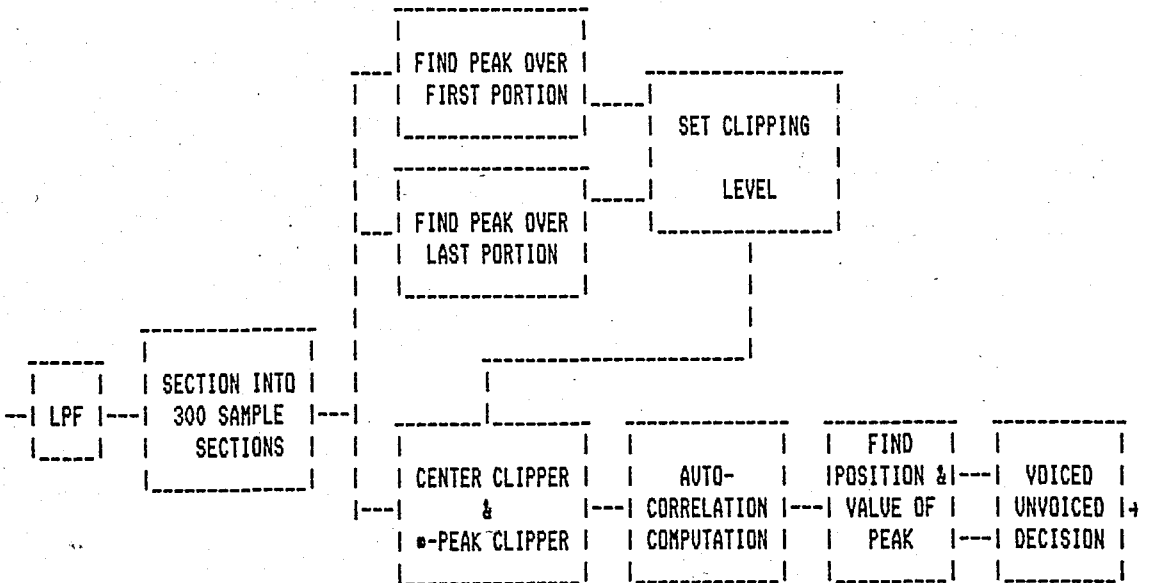 FIND PEAK OVER
FIRST PORTION
SET CLIPPING
LEVEL
FIND PEAK OVER
LAST PORTION
LPF
SECTION INTO
300 SAMPLE
SECTIONS
CENTER CLIPPER
&
-PEAK CLIPPER
AUTO-
CORRELATION
COMPUTATION
FIND
POSITION &
VALUE OF
PEAK
VOICED
UNVOICED
DECISION